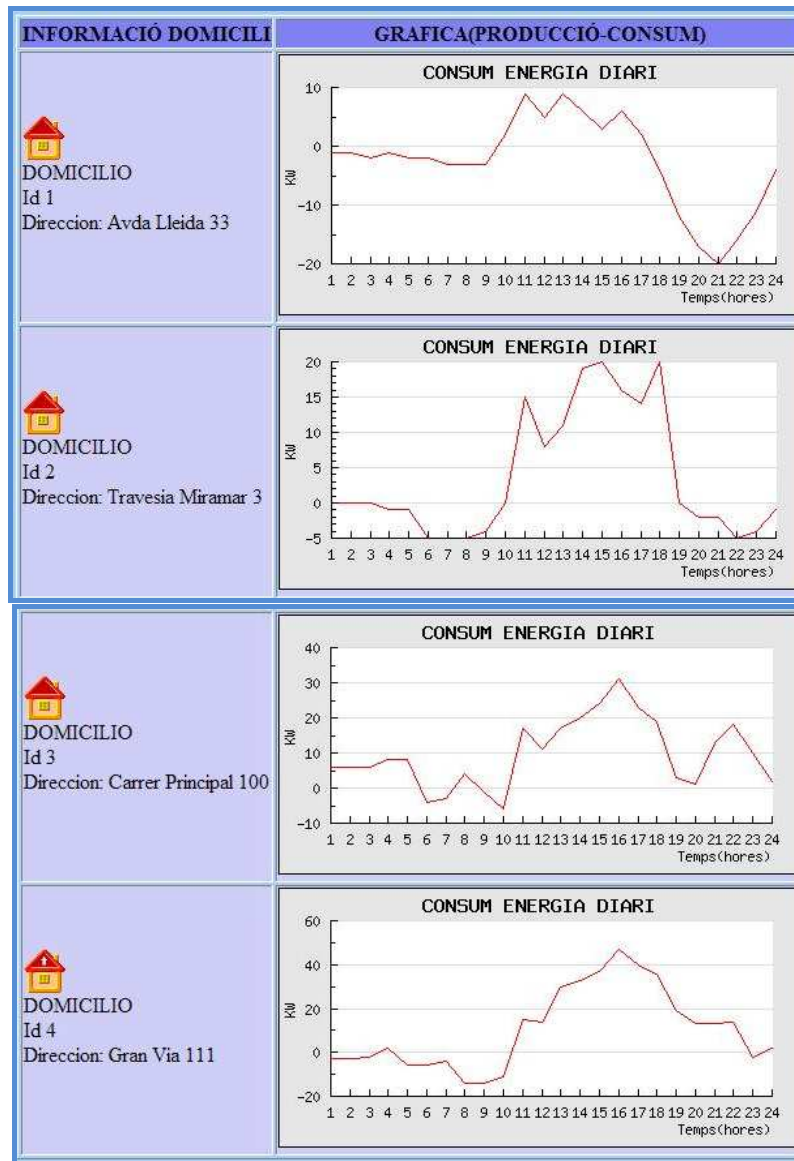 INFORMACIÓ DOMICILI
GRAFICA(PRODUCCIÓ-CONSUM)
DOMICILIO
Id 1
Direccion: Avda Lleida 33
CONSUM ENERGIA DIARI
10
0
-10
-20
KW
1 2 3 4 5 6 7 8 9 10 11 12 13 14 15 16 17 18 19 20 21 22 23 24
Temps(hores)
DOMICILIO
Id 2
Direccion: Travesia Miramar 3
CONSUM ENERGIA DIARI
20
15
10
5
0
-5
KW
1 2 3 4 5 6 7 8 9 10 11 12 13 14 15 16 17 18 19 20 21 22 23 24
Temps(hores)
DOMICILIO
Id 3
Direccion: Carrer Principal 100
CONSUM ENERGIA DIARI
40
30
20
10
0
-10
KW
1 2 3 4 5 6 7 8 9 10 11 12 13 14 15 16 17 18 19 20 21 22 23 24
Temps(hores)
DOMICILIO
Id 4
Direccion: Gran Via 111
CONSUM ENERGIA DIARI
60
40
20
0
-20
KW
1 2 3 4 5 6 7 8 9 10 11 12 13 14 15 16 17 18 19 20 21 22 23 24
Temps(hores)